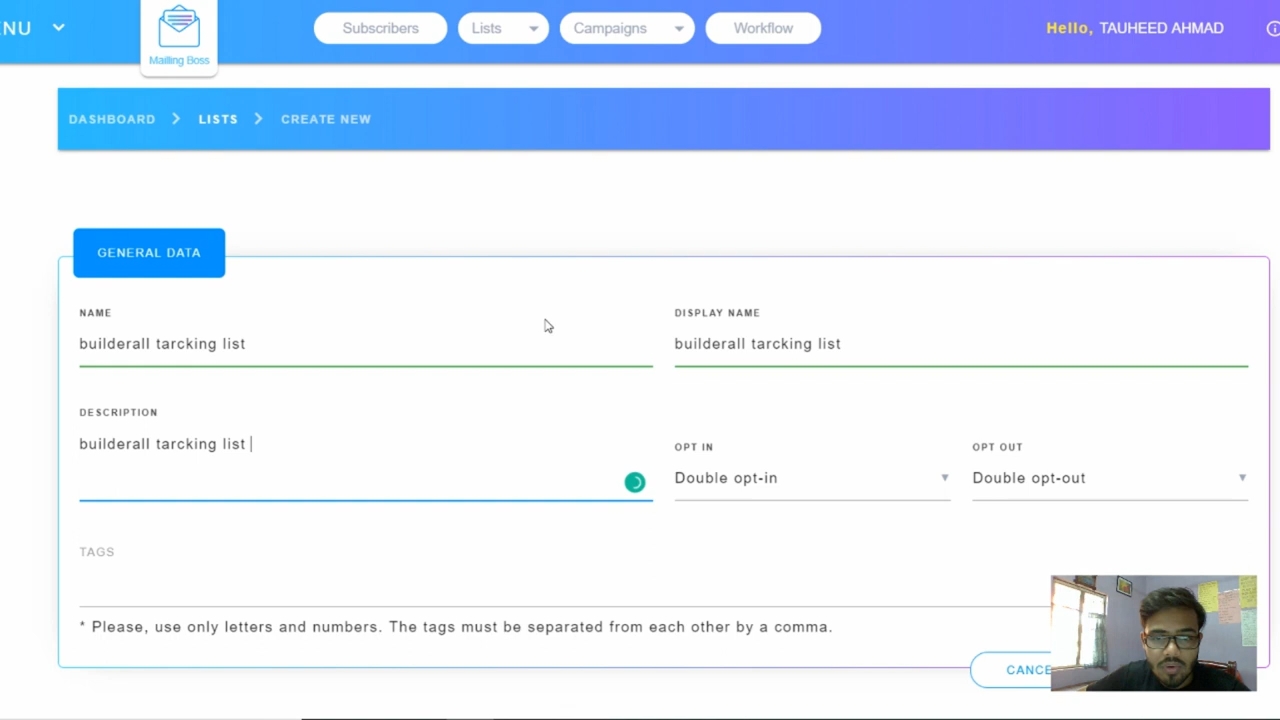 NU
Subscribers
Lists
Campaigns
Workflow
Hello, TAUHEED AHMAD
Mailling Boss
DASHBOARD
LISTS
CREATE NEW
GENERAL DATA
NAME
DISPLAY NAME
builderall tarcking list
builderall tarcking list
DESCRIPTION
builderall tarcking list
OPT IN
OPT OUT
Double opt-in
Double opt-out
TAGS
* Please, use only letters and numbers. The tags must be separated from each other by a comma.
CANCE